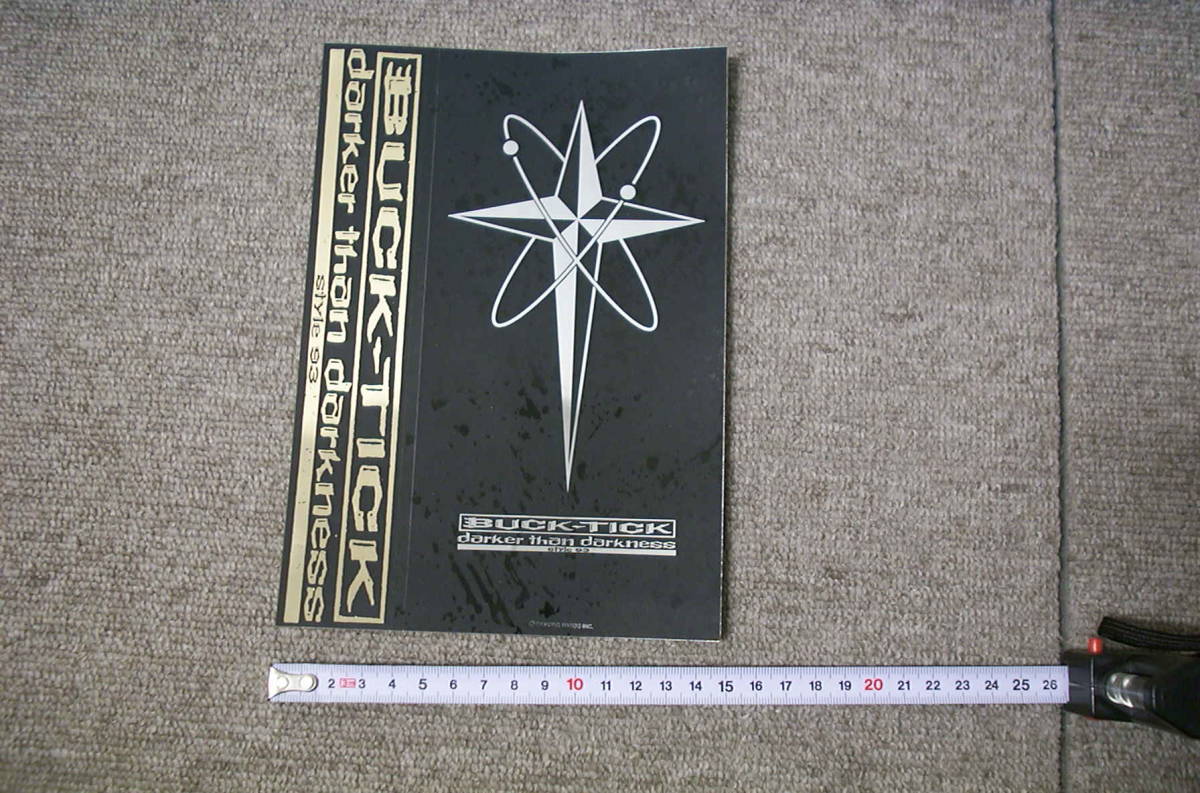 BUCK-TICK
darker than darkness
style 93
BUCK-TICK
darker than darkness
style 93
INC.
2 3 4 5 6 7 8 9 10 11 12 13 14 15 16 17 18 19 20 21 22 23 24 25 26